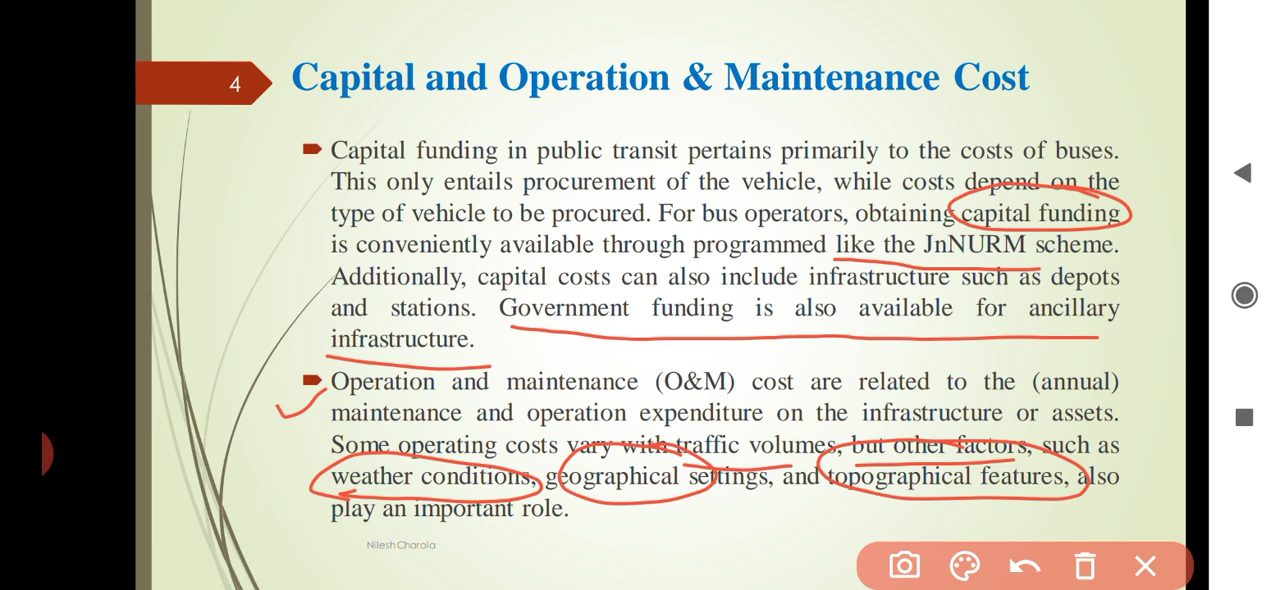 4
Capital and Operation & Maintenance Cost
Capital funding in public transit pertains primarily to the costs of buses.
This only entails procurement of the vehicle, while costs depend on the
type of vehicle to be procured. For bus operators, obtaining capital funding
is conveniently available through programmed like the JnNURM scheme.
Additionally, capital costs can also include infrastructure such as depots
and stations. Government funding is also available for ancillary
infrastructure.
Operation and maintenance (O&M) cost are related to the (annual)
maintenance and operation expenditure on the infrastructure or assets.
Some operating costs vary with traffic volumes, but other factors, such as
weather conditions, geographical settings, and topographical features, also
play an important role.
Nilesh Charola